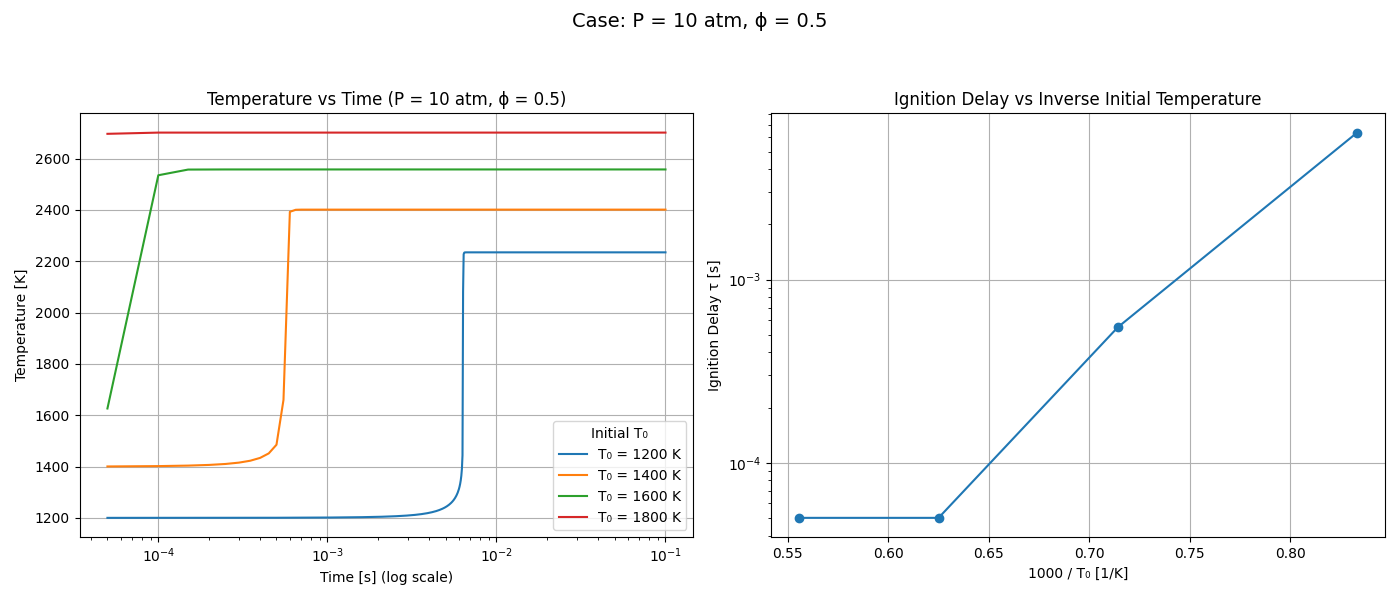 Case: P = 10 atm, ϕ = 0.5
Temperature vs Time (P = 10 atm, ϕ = 0.5)
Temperature [K]
2600
2400
2200
2000
1800
1600
1400
1200
Initial T₀
T₀ = 1200 K
T₀ = 1400 K
T₀ = 1600 K
T₀ = 1800 K
10⁻⁴
10⁻³
10⁻²
10⁻¹
Time [s] (log scale)
Ignition Delay vs Inverse Initial Temperature
Ignition Delay τ [s]
10⁻³
10⁻⁴
0.55
0.60
0.65
0.70
0.75
0.80
1000 / T₀ [1/K]